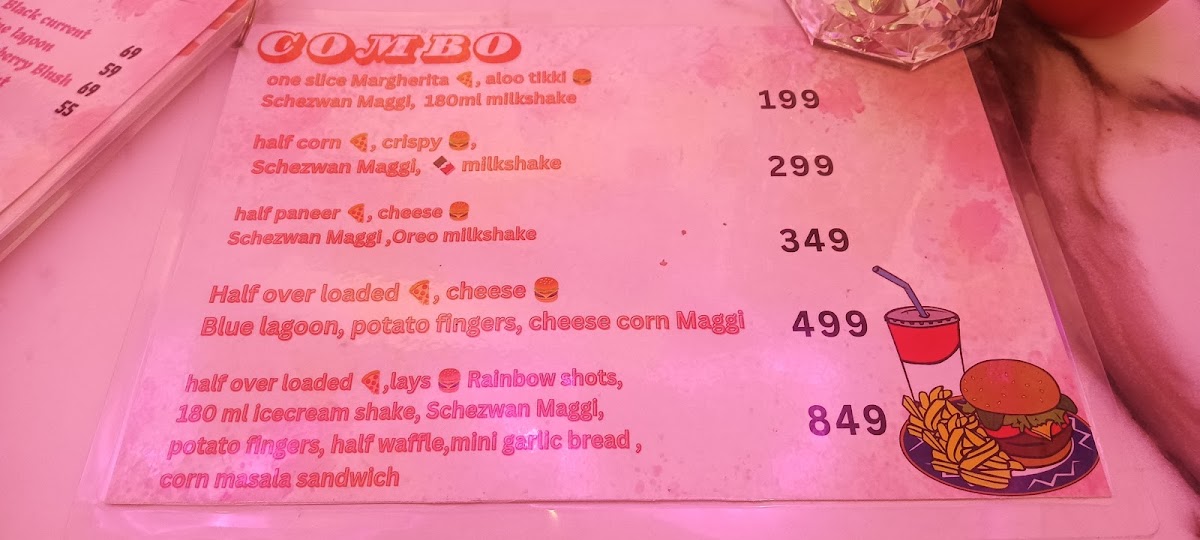 Black current
ue lagoon 69
berry Blush 59
69
55
COMBO
one slice Margherita 🍕, aloo tikki 🍔
Schezwan Maggi, 180ml milkshake 199
half corn 🍕, crispy 🍔,
Schezwan Maggi, 🍫 milkshake 299
half paneer 🍕, cheese 🍔
Schezwan Maggi ,Oreo milkshake 349
Half over loaded 🍕, cheese 🍔
Blue lagoon, potato fingers, cheese corn Maggi 499
half over loaded 🍕,lays 🍔 Rainbow shots,
180 ml icecream shake, Schezwan Maggi,
potato fingers, half waffle,mini garlic bread , 849
corn masala sandwich